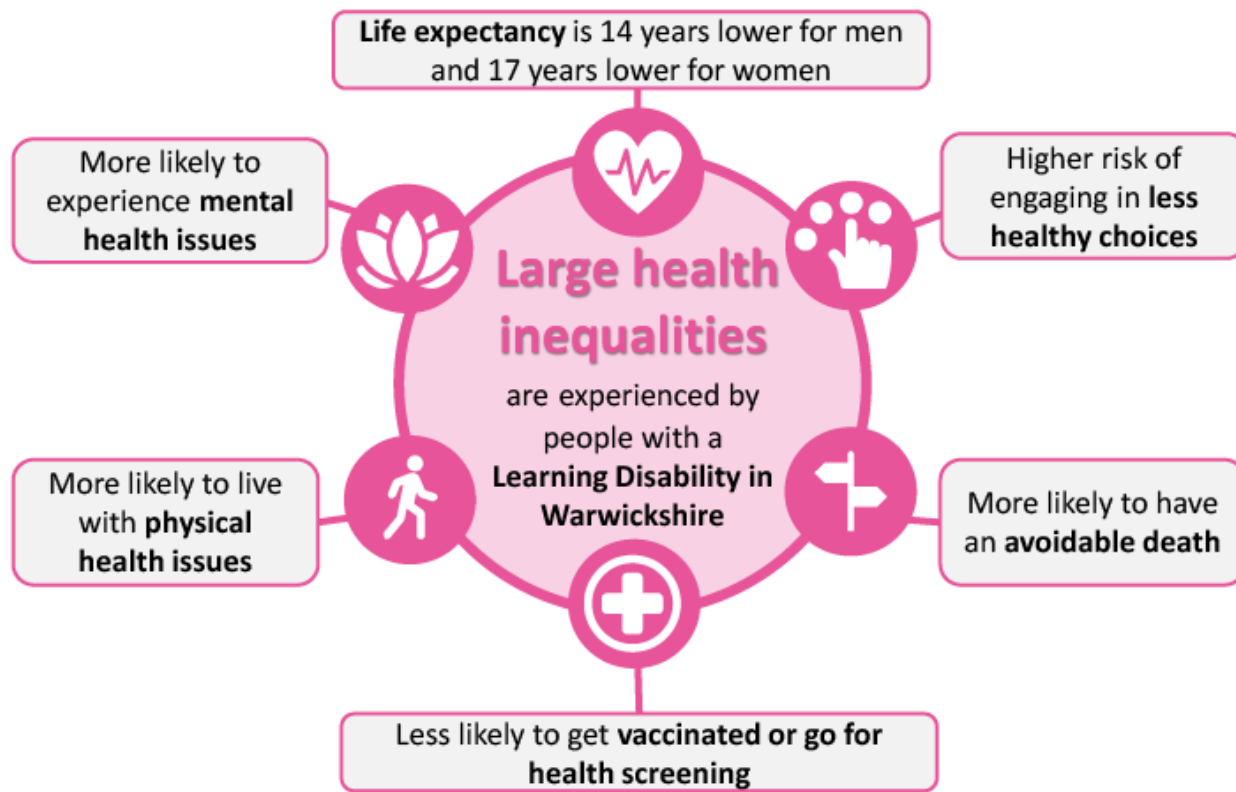 Life expectancy is 14 years lower for men
and 17 years lower for women
More likely to
experience mental
health issues
Higher risk of
engaging in less
healthy choices
Large health
inequalities
are experienced by
people with a
Learning Disability in
Warwickshire
More likely to live
with physical
health issues
More likely to have
an avoidable death
Less likely to get vaccinated or go for
health screening